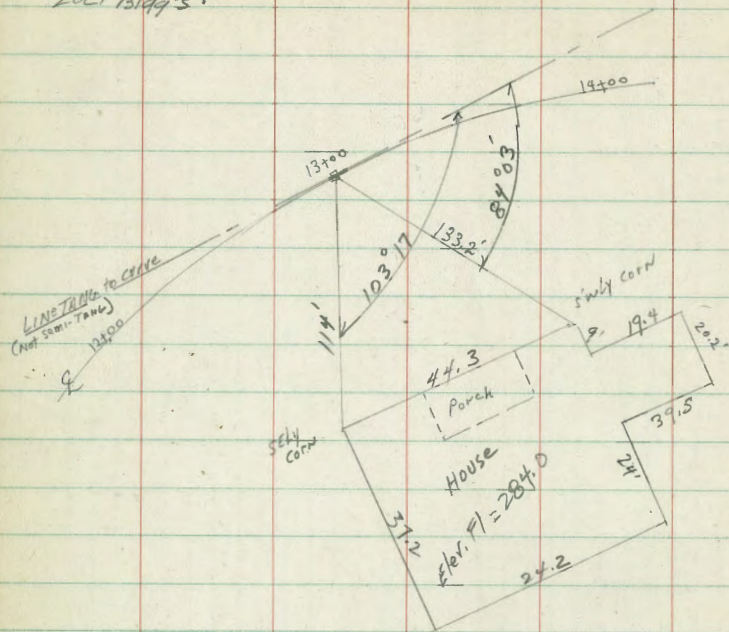 13+00
14+00
84°03'
103°17
133.2'
114'
LINE TANG to curve
(Not semi-TANG)
12+00
℄
s'wly corn
9.
19.4
20.2'
44.3
Porch
39.5
SELY
CORN
House
24'
Elev. Fl = 284.0
37.2
24.2